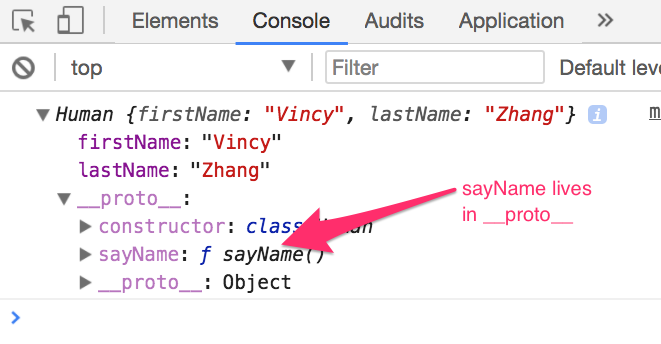 Elements Console Audits Application »
top ▼ Filter Default leve
▼ Human {firstName: "Vincy", lastName: "Zhang"} i m
firstName: "Vincy"
lastName: "Zhang"
▼ __proto__:
▶ constructor: class
▶ sayName: ƒ sayName()
▶ __proto__: Object
>
sayName lives
in __proto__